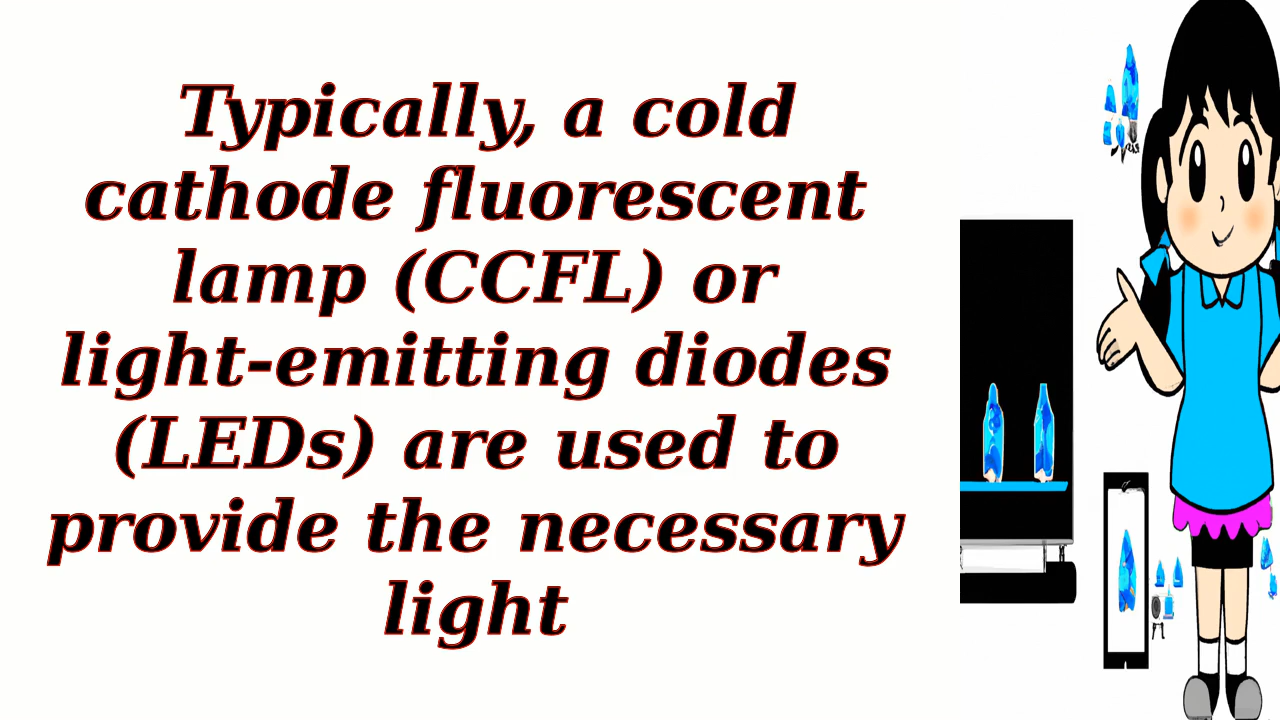 Typically, a cold
cathode fluorescent
lamp (CCFL) or
light-emitting diodes
(LEDs) are used to
provide the necessary
light